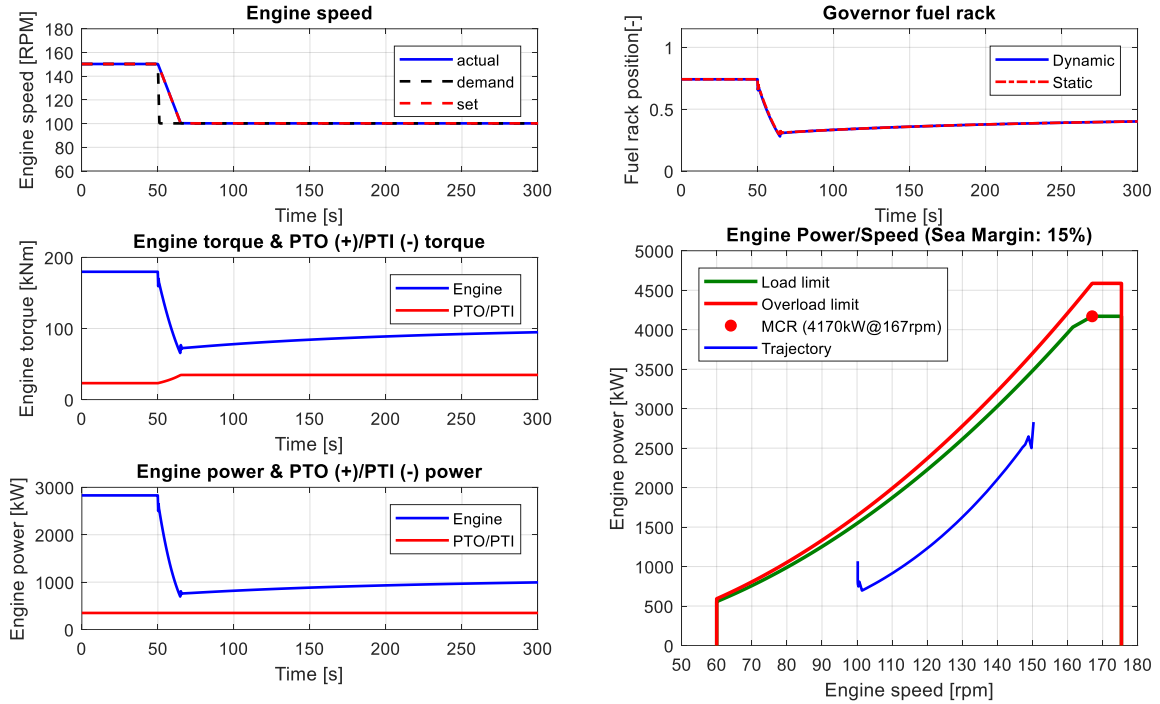 Engine speed
Engine speed [RPM]
180
160
140
120
100
80
60
actual
demand
set
0 50 100 150 200 250 300
Time [s]
Governor fuel rack
Fuel rack position[-]
1
0.5
0
Dynamic
Static
0 50 100 150 200 250 300
Time [s]
Engine torque & PTO (+)/PTI (-) torque
Engine torque [kNm]
200
100
0
Engine
PTO/PTI
0 50 100 150 200 250 300
Time [s]
Engine power & PTO (+)/PTI (-) power
Engine power [kW]
3000
2000
1000
0
Engine
PTO/PTI
0 50 100 150 200 250 300
Time [s]
Engine Power/Speed (Sea Margin: 15%)
Engine power [kW]
5000
4500
4000
3500
3000
2500
2000
1500
1000
500
0
Load limit
Overload limit
MCR (4170kW@167rpm)
Trajectory
50 60 70 80 90 100 110 120 130 140 150 160 170 180
Engine speed [rpm]